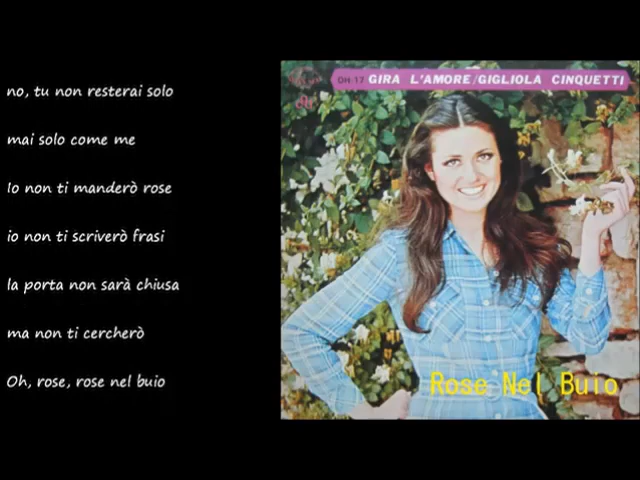 no, tu non resterai solo
mai solo come me
Io non ti manderò rose
io non ti scriverò frasi
la porta non sarà chiusa
ma non ti cercherò
Oh, rose, rose nel buio
DH-17 GIRA L'AMORE/GIGLIOLA CINQUETTI
Rose Nel Buio